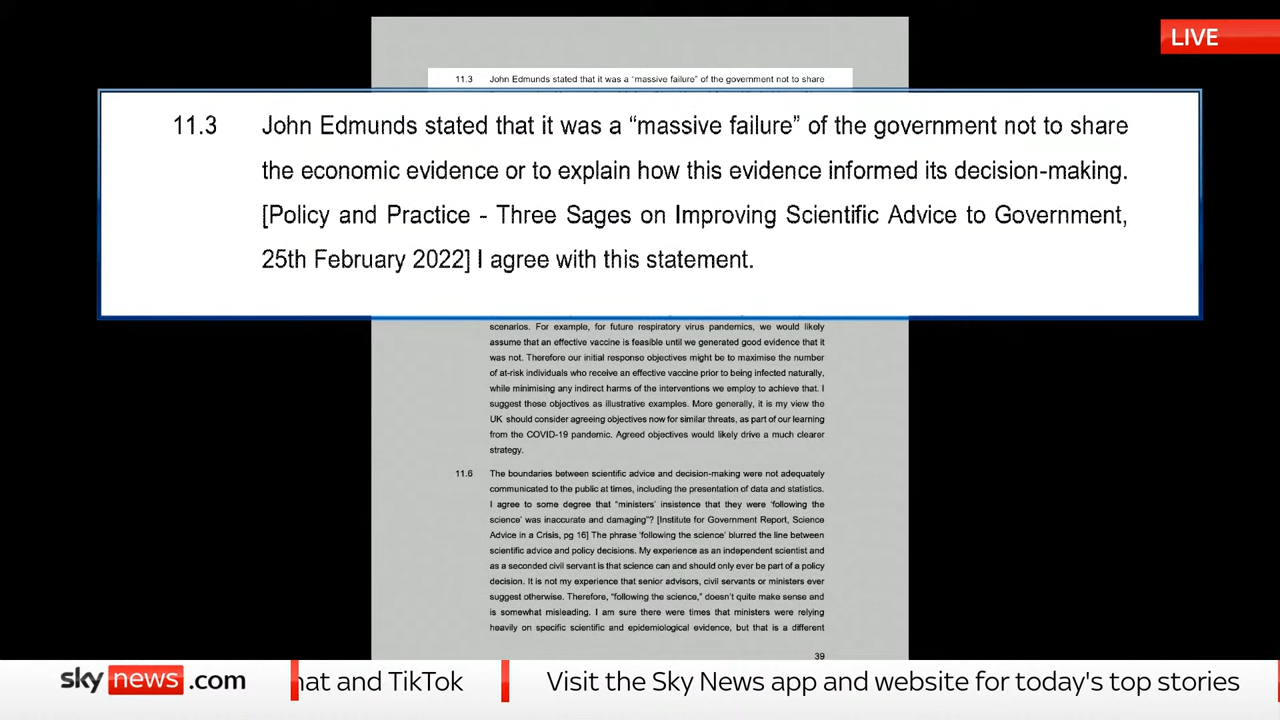 LIVE
11.3 John Edmunds stated that it was a “massive failure” of the government not to share
11.3 John Edmunds stated that it was a “massive failure” of the government not to share
the economic evidence or to explain how this evidence informed its decision-making.
[Policy and Practice - Three Sages on Improving Scientific Advice to Government,
25th February 2022] I agree with this statement.
scenarios. For example, for future respiratory virus pandemics, we would likely
assume that an effective vaccine is feasible until we generated good evidence that it
was not. Therefore our initial response objectives might be to maximise the number
of at-risk individuals who receive an effective vaccine prior to being infected naturally,
while minimising any indirect harms of the interventions we employ to achieve that. I
suggest these objectives as illustrative examples. More generally, it is my view the
UK should consider agreeing objectives now for similar threats, as part of our learning
from the COVID-19 pandemic. Agreed objectives would likely drive a much clearer
strategy.
11.6 The boundaries between scientific advice and decision-making were not adequately
communicated to the public at times, including the presentation of data and statistics.
I agree to some degree that “ministers’ insistence that they were ‘following the
science’ was inaccurate and damaging”? [Institute for Government Report, Science
Advice in a Crisis, pg 16] The phrase ‘following the science’ blurred the line between
scientific advice and policy decisions. My experience as an independent scientist and
as a seconded civil servant is that science can and should only ever be part of a policy
decision. It is not my experience that senior advisors, civil servants or ministers ever
suggest otherwise. Therefore, “following the science,” doesn’t quite make sense and
is somewhat misleading. I am sure there were times that ministers were relying
heavily on specific scientific and epidemiological evidence, but that is a different
39
sky news.com
hat and TikTok
Visit the Sky News app and website for today's top stories